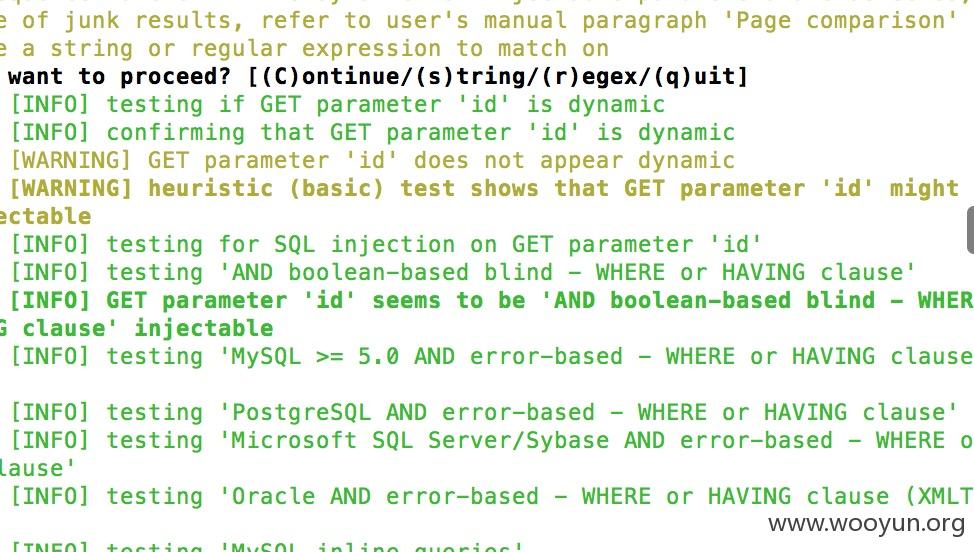 e of junk results, refer to user's manual paragraph 'Page comparison'
e a string or regular expression to match on
want to proceed? [(C)ontinue/(s)tring/(r)egex/(q)uit]
[INFO] testing if GET parameter 'id' is dynamic
[INFO] confirming that GET parameter 'id' is dynamic
[WARNING] GET parameter 'id' does not appear dynamic
[WARNING] heuristic (basic) test shows that GET parameter 'id' might
ectable
[INFO] testing for SQL injection on GET parameter 'id'
[INFO] testing 'AND boolean-based blind - WHERE or HAVING clause'
[INFO] GET parameter 'id' seems to be 'AND boolean-based blind - WHER
G clause' injectable
[INFO] testing 'MySQL >= 5.0 AND error-based - WHERE or HAVING clause
[INFO] testing 'PostgreSQL AND error-based - WHERE or HAVING clause'
[INFO] testing 'Microsoft SQL Server/Sybase AND error-based - WHERE o
lause'
[INFO] testing 'Oracle AND error-based - WHERE or HAVING clause (XMLT
www.wooyun.org
[INFO] testing 'MySQL inline queries'